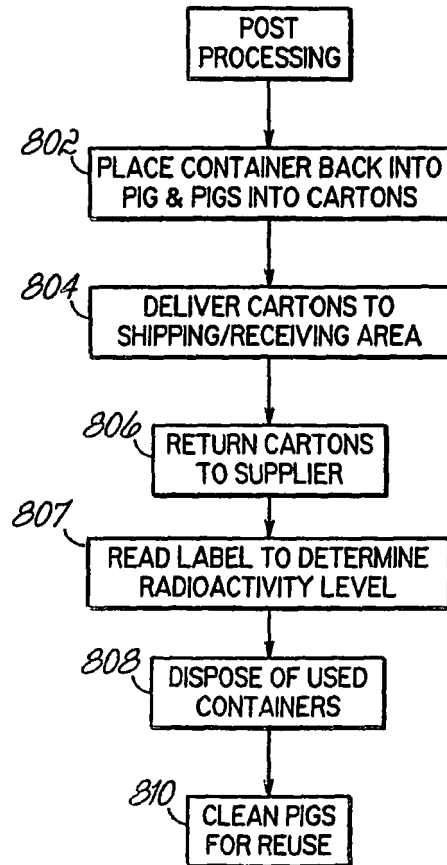 POST
PROCESSING
802
PLACE CONTAINER BACK INTO
PIG & PIGS INTO CARTONS
804
DELIVER CARTONS TO
SHIPPING/RECEIVING AREA
806
RETURN CARTONS
TO SUPPLIER
807
READ LABEL TO DETERMINE
RADIOACTIVITY LEVEL
808
DISPOSE OF USED
CONTAINERS
810
CLEAN PIGS
FOR REUSE